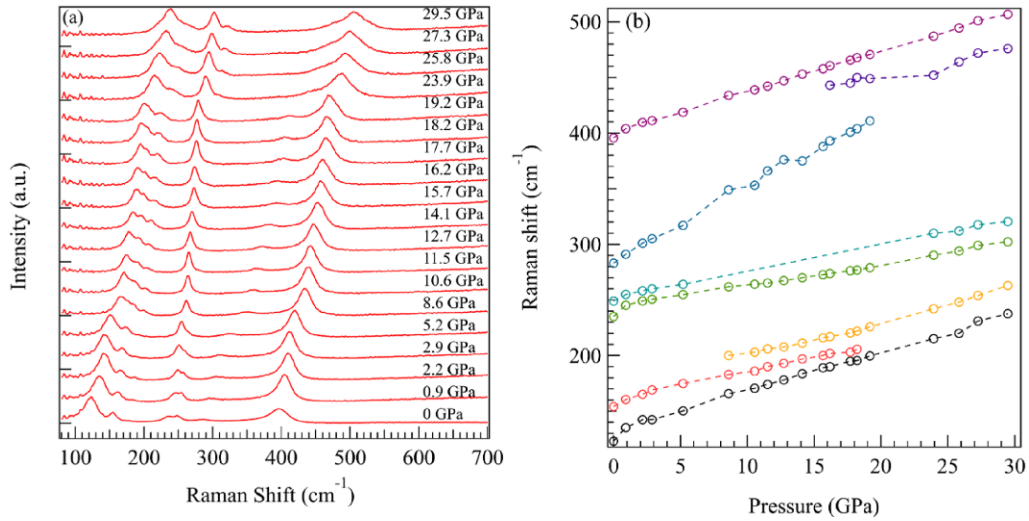 (a)
29.5 GPa
27.3 GPa
25.8 GPa
23.9 GPa
19.2 GPa
18.2 GPa
17.7 GPa
16.2 GPa
15.7 GPa
14.1 GPa
12.7 GPa
11.5 GPa
10.6 GPa
8.6 GPa
5.2 GPa
2.9 GPa
2.2 GPa
0.9 GPa
0 GPa
Intensity (a.u.)
100 200 300 400 500 600 700
Raman Shift (cm⁻¹)
(b)
500
400
300
200
Raman shift (cm⁻¹)
0 5 10 15 20 25 30
Pressure (GPa)